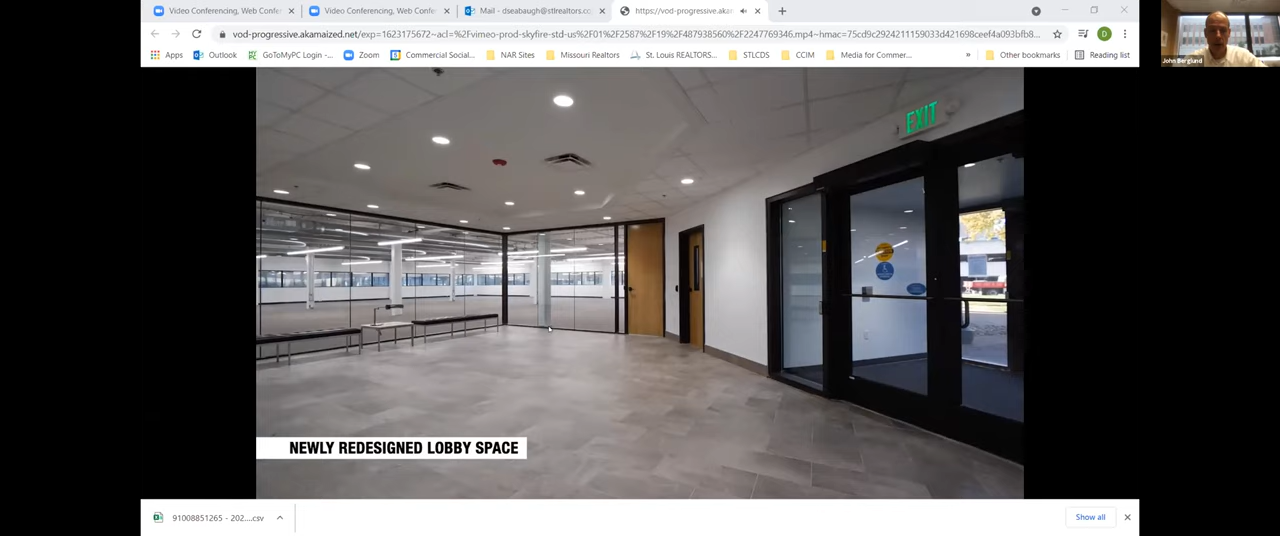 Video Conferencing, Web Confer
Video Conferencing, Web Confer
Mail - dseabaugh@stlrealtors.co
https://vod-progressive.akam
vod-progressive.akamaized.net/exp=1623175672~acl=%2Fvimeo-prod-skyfire-std-us%2F01%2F2587%2F19%2F487938560%2F2247769346.mp4~hmac=75cd9c2924211159033d421698ceef4a093bfb8...
D
Apps
Outlook
GoToMyPC Login -...
Zoom
Commercial Social...
NAR Sites
Missouri Realtors
St. Louis REALTORS...
STLCDS
CCIM
Media for Commer...
»
Other bookmarks
Reading list
John Berglund
EXIT
NEWLY REDESIGNED LOBBY SPACE
91008851265 - 202....csv
Show all